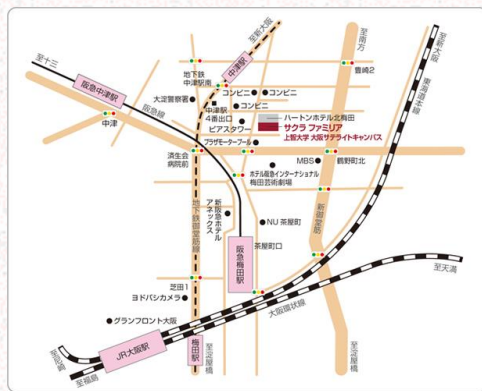 至新大阪
至南方
至新大阪
至十三
阪急中津駅
地下鉄
中津駅南
中津駅
豊崎2
東海道本線
コンビニ
コンビニ
大淀警察署
中津駅
4番出口
コンビニ
阪急線
中津
ピアスタワー
ハートンホテル北梅田
サクラ ファミリア
上智大学 大阪サテライトキャンパス
済生会
病院前
プラザモータープール
MBS
鶴野町北
ホテル阪急インターナショナル
梅田芸術劇場
地下鉄御堂筋線
新阪急ホテル
アネックス
新御堂筋
NU 茶屋町
茶屋町口
阪急梅田駅
至天満
芝田1
ヨドバシカメラ
大阪環状線
グランフロント大阪
JR大阪駅
梅田駅
至尼崎
至福島
至淀屋橋
至淀屋橋